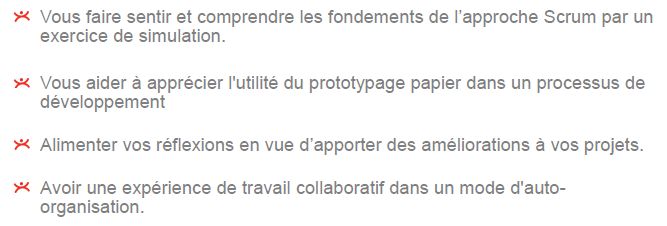 Vous faire sentir et comprendre les fondements de l’approche Scrum par un
exercice de simulation.
Vous aider à apprécier l'utilité du prototypage papier dans un processus de
développement
Alimenter vos réflexions en vue d’apporter des améliorations à vos projets.
Avoir une expérience de travail collaboratif dans un mode d'auto-
organisation.